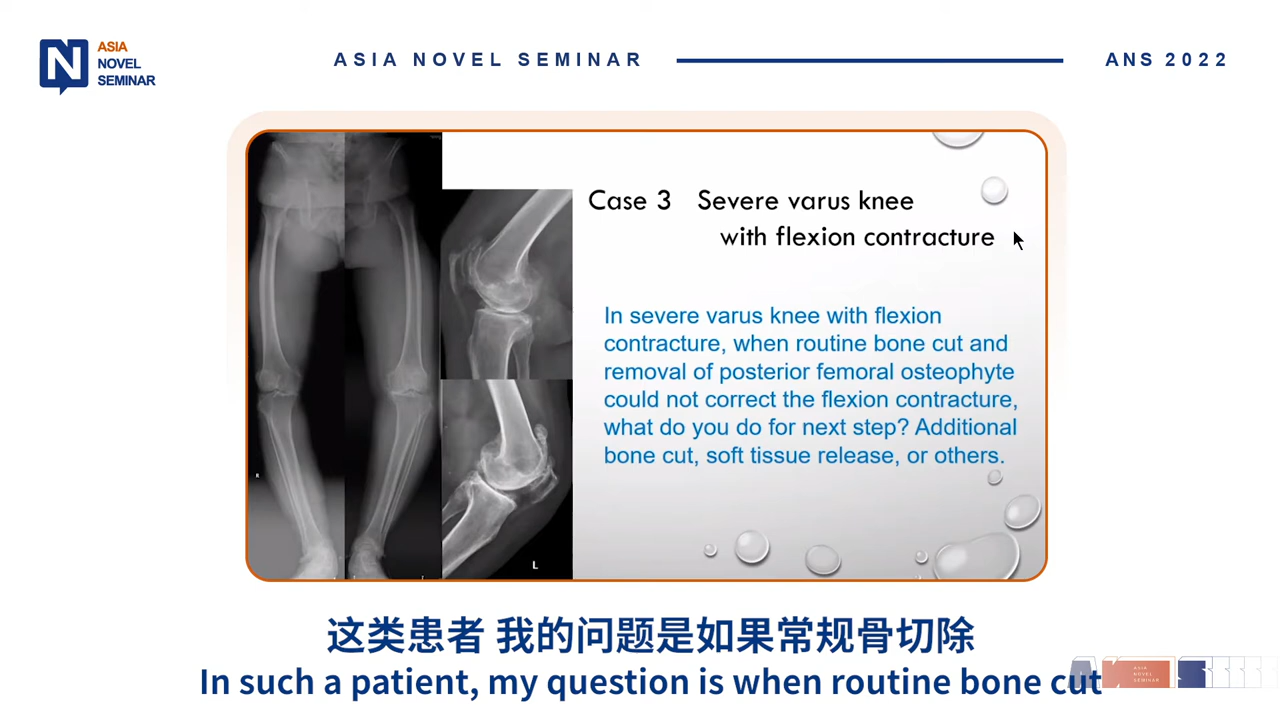 ASIA
NOVEL
SEMINAR
ASIA NOVEL SEMINAR
ANS 2022
Case 3 Severe varus knee
with flexion contracture
In severe varus knee with flexion
contracture, when routine bone cut and
removal of posterior femoral osteophyte
could not correct the flexion contracture,
what do you do for next step? Additional
bone cut, soft tissue release, or others.
R
L
这类患者 我的问题是如果常规骨切除
In such a patient, my question is when routine bone cut
ASIA
NOVEL
SEMINAR